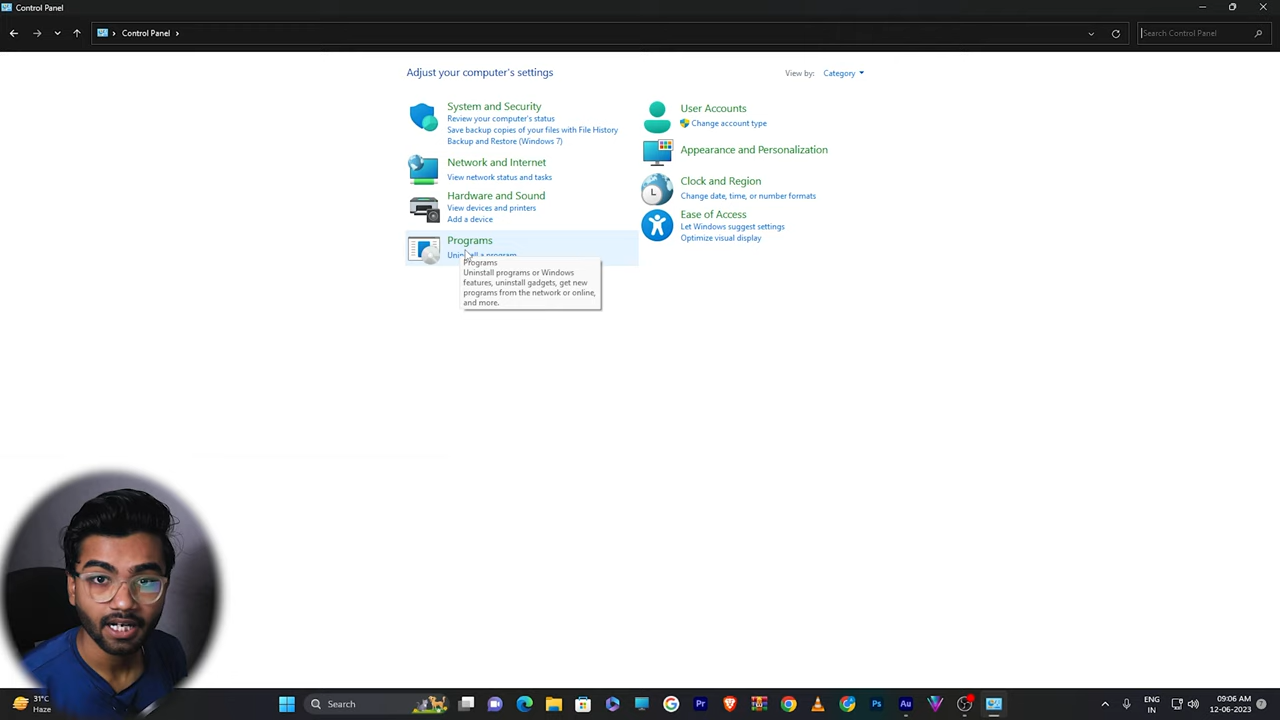 Control Panel
Control Panel
Search Control Panel
Adjust your computer's settings
View by: Category
System and Security
Review your computer's status
Save backup copies of your files with File History
Backup and Restore (Windows 7)
Network and Internet
View network status and tasks
Hardware and Sound
View devices and printers
Add a device
Programs
Uninstall a program
Programs
Uninstall programs or Windows
features, uninstall gadgets, get new
programs from the network or online,
and more.
User Accounts
Change account type
Appearance and Personalization
Clock and Region
Change date, time, or number formats
Ease of Access
Let Windows suggest settings
Optimize visual display
31°C
Haze
Search
Pr
Ps
Au
ENG
IN
09:06 AM
12-06-2023